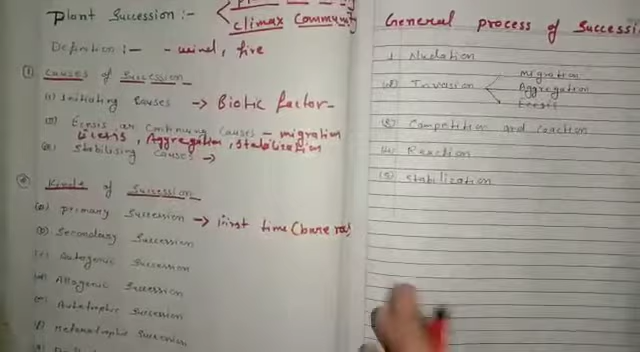 Plant Succession :-
climax community
Definition :- - wind, fire
① Causes of Succession
(1) Initiating Causes → Biotic factor-
Ecesis or Continuing Causes - migration
Ecesis, Aggregation, Stabilization
Stabilising Causes →
② Kinds of Succession
(a) Primary Succession → First time (bare
(b) Secondary Succession
(c) Autogenic Succession
(d) Allogenic Succession
(e) Autotrophic Succession
(f) Heterotrophic Succession
General process of
1. Nudation
(2) Invasion
migration
Aggregation
Ecesis
(3) Competition and coaction
(4) Reaction
(5) Stabilization